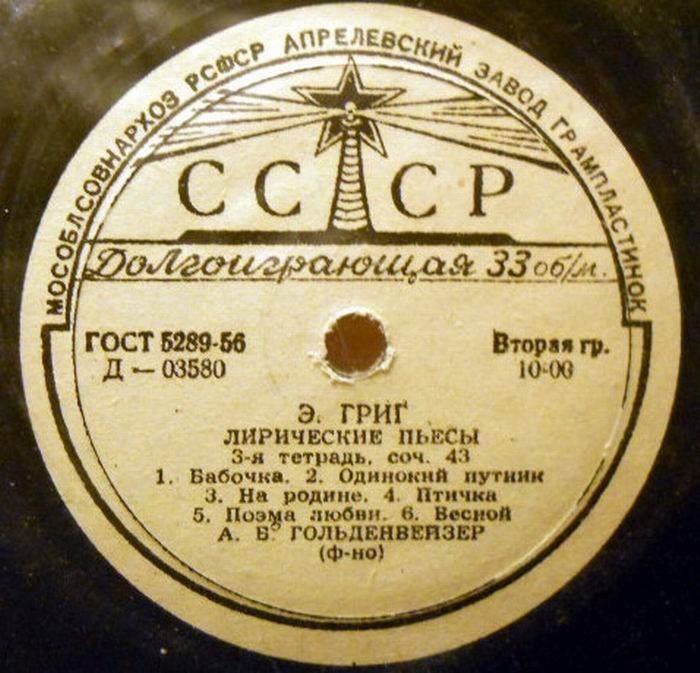 МОСОБЛСОВНАРХОЗ РСФСР АПРЕЛЕВСКИЙ ЗАВОД ГРАМПЛАСТИНОК
СССР
Долгоиграющая 33 об/м.
ГОСТ 5289-56
Д — 03580
Вторая гр.
10-00
Э. ГРИГ
ЛИРИЧЕСКИЕ ПЬЕСЫ
3-я тетрадь, соч. 43
1. Бабочка. 2. Одинокий путник
3. На родине. 4. Птичка
5. Поэма любви. 6. Весной
А. Б. ГОЛЬДЕНВЕЙЗЕР
(ф-но)